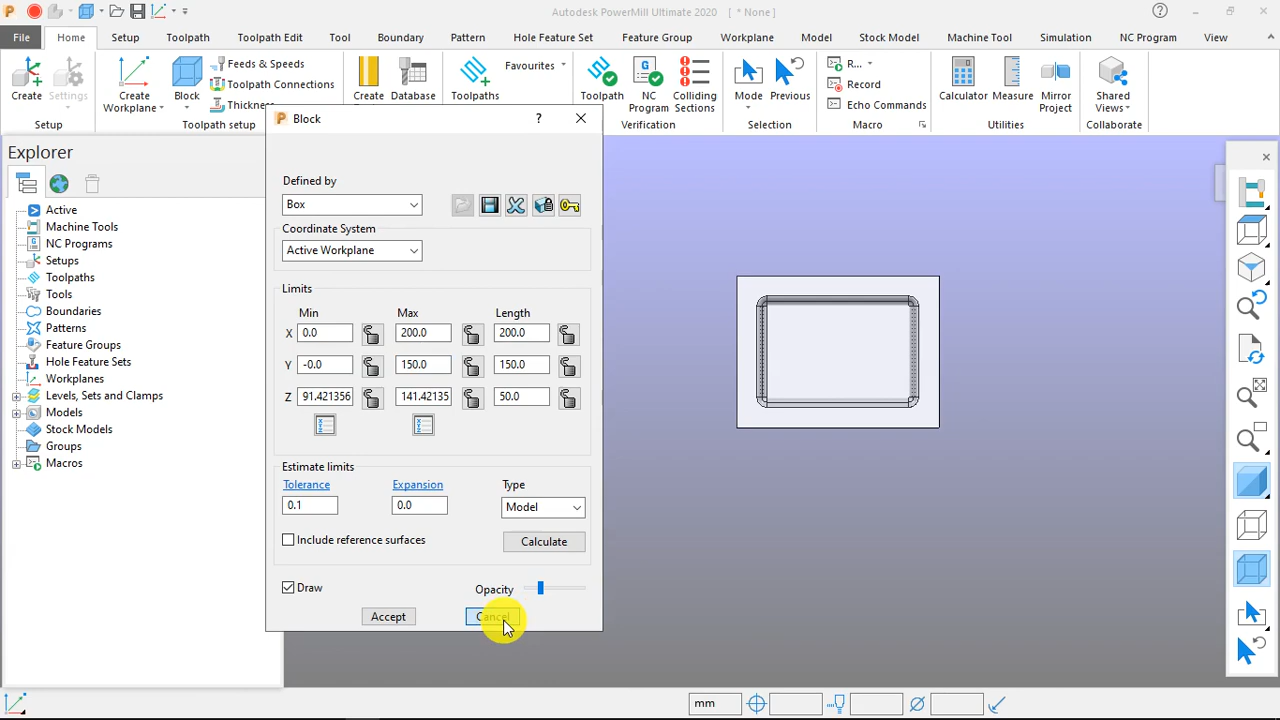 Autodesk PowerMill Ultimate 2020 [ * None ]
File Home Setup Toolpath Toolpath Edit Tool Boundary Pattern Hole Feature Set Feature Group Workplane Model Stock Model Machine Tool Simulation NC Program View
Create
Settings
Setup
Create
Workplane
Block
Feeds & Speeds
Toolpath Connections
Thickness
Toolpath setup
Create
Database
Toolpaths
Favourites
Toolpath
NC
Program
Colliding
Sections
Verification
Mode
Previous
Selection
R...
Record
Echo Commands
Macro
Calculator
Measure
Mirror
Project
Utilities
Shared
Views
Collaborate
Explorer
Active
Machine Tools
NC Programs
Setups
Toolpaths
Tools
Boundaries
Patterns
Feature Groups
Hole Feature Sets
Workplanes
Levels, Sets and Clamps
Models
Stock Models
Groups
Macros
Block
?
Defined by
Box
Coordinate System
Active Workplane
Limits
Min Max Length
X 0.0 200.0 200.0
Y -0.0 150.0 150.0
Z 91.421356 141.42135 50.0
Estimate limits
Tolerance Expansion Type
0.1 0.0 Model
Include reference surfaces
Calculate
Draw
Opacity
Accept
Cancel
mm